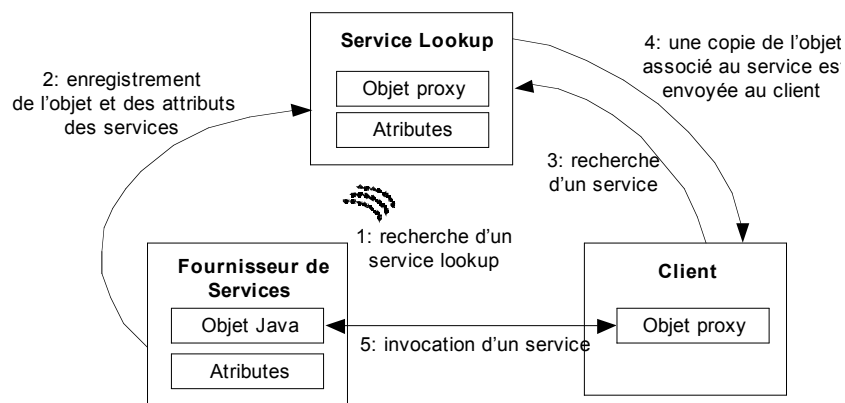 Service Lookup
Objet proxy
Atributes
2: enregistrement
de l'objet et des attributs
des services
4: une copie de l'objet
associé au service est
envoyée au client
3: recherche
d'un service
1: recherche d'un
service lookup
Fournisseur de
Services
Objet Java
Atributes
5: invocation d'un service
Client
Objet proxy